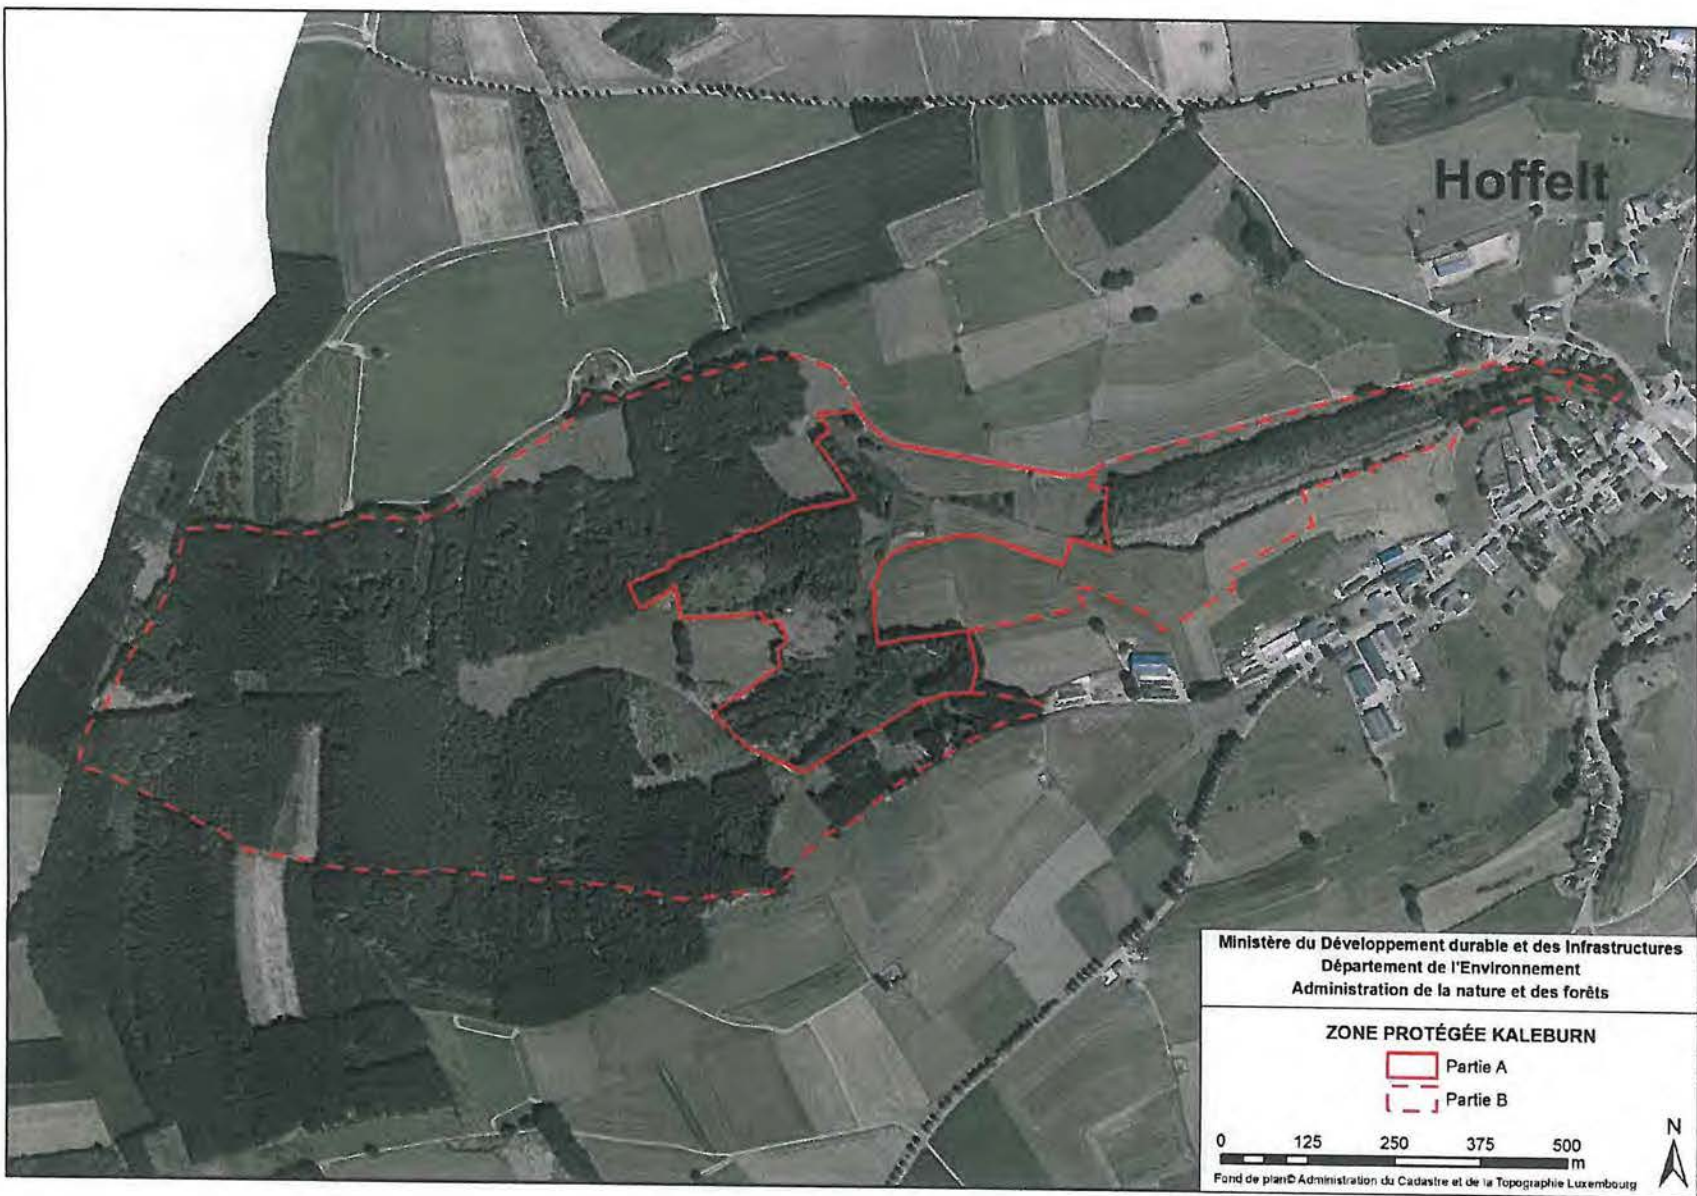 Hoffelt
Ministère du Développement durable et des Infrastructures
Département de l'Environnement
Administration de la nature et des forêts
ZONE PROTÉGÉE KALEBURN
Partie A
Partie B
0 125 250 375 500
m
N
Fond de plan© Administration du Cadastre et de la Topographie Luxembourg